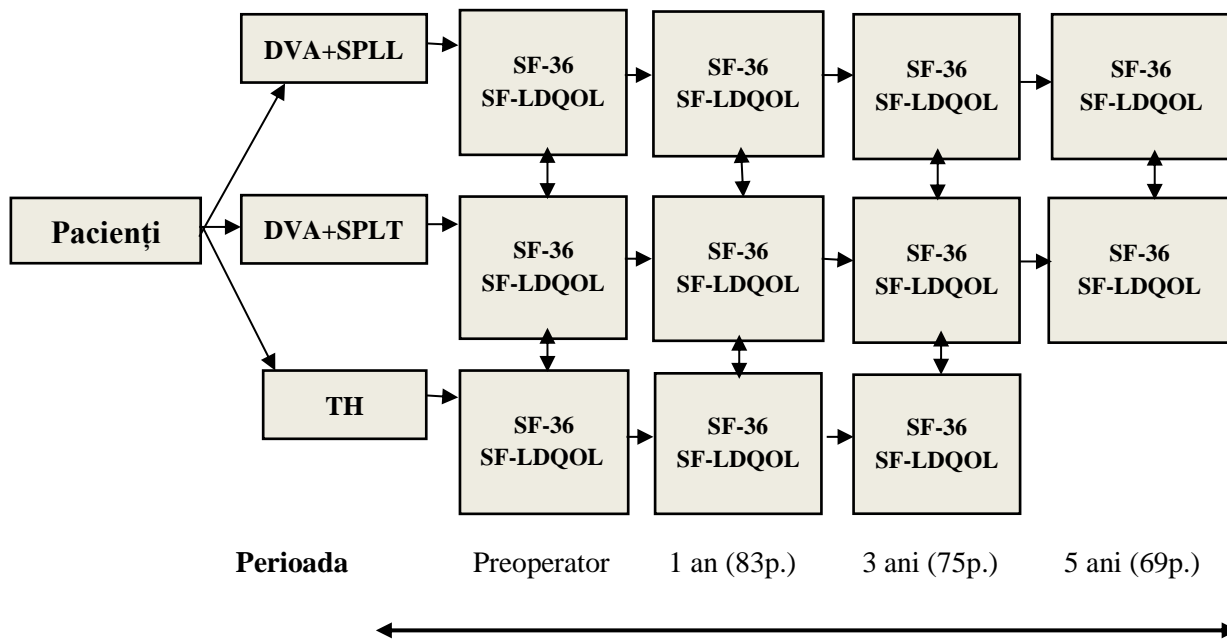 DVA+SPLL
SF-36
SF-LDQOL
SF-36
SF-LDQOL
SF-36
SF-LDQOL
SF-36
SF-LDQOL
Pacienți
DVA+SPLT
SF-36
SF-LDQOL
SF-36
SF-LDQOL
SF-36
SF-LDQOL
SF-36
SF-LDQOL
TH
SF-36
SF-LDQOL
SF-36
SF-LDQOL
SF-36
SF-LDQOL
Perioada Preoperator 1 an (83p.) 3 ani (75p.) 5 ani (69p.)